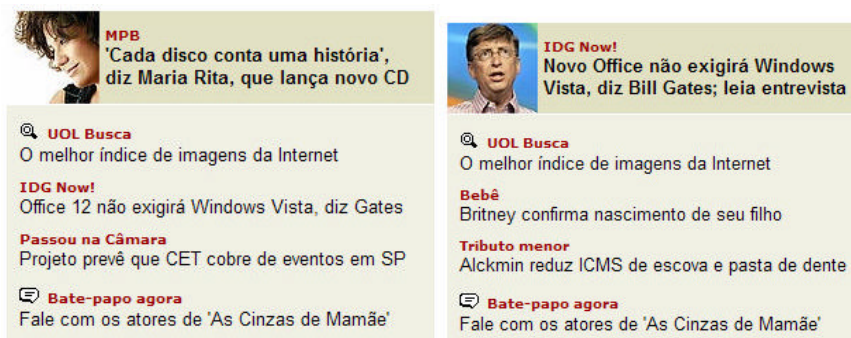 MPB
'Cada disco conta uma história',
diz Maria Rita, que lança novo CD
UOL Busca
O melhor índice de imagens da Internet
IDG Now!
Office 12 não exigirá Windows Vista, diz Gates
Passou na Câmara
Projeto prevê que CET cobre de eventos em SP
Bate-papo agora
Fale com os atores de 'As Cinzas de Mamãe'
IDG Now!
Novo Office não exigirá Windows
Vista, diz Bill Gates; leia entrevista
UOL Busca
O melhor índice de imagens da Internet
Bebê
Britney confirma nascimento de seu filho
Tributo menor
Alckmin reduz ICMS de escova e pasta de dente
Bate-papo agora
Fale com os atores de 'As Cinzas de Mamãe'